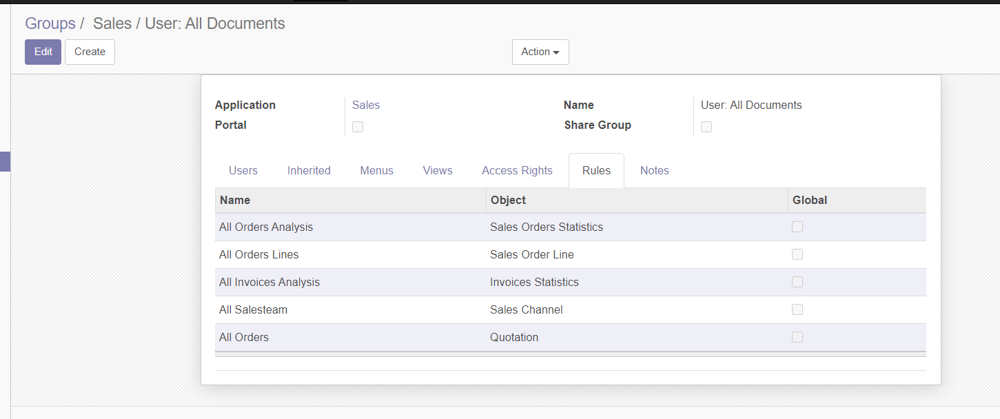 Groups / Sales / User: All Documents
Edit Create Action
Application Sales Name User: All Documents
Portal Share Group
Users Inherited Menus Views Access Rights Rules Notes
Name Object Global
All Orders Analysis Sales Orders Statistics
All Orders Lines Sales Order Line
All Invoices Analysis Invoices Statistics
All Salesteam Sales Channel
All Orders Quotation